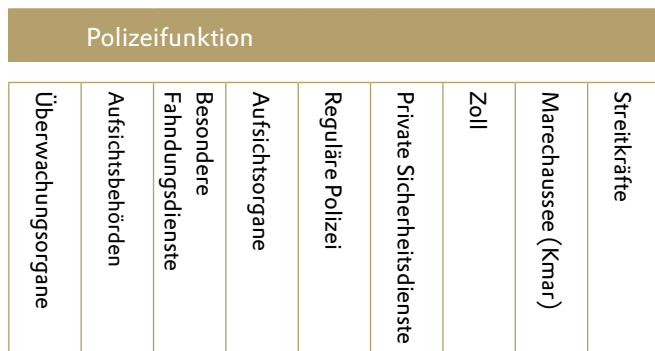 Polizeifunktion
Überwachungsorgane
Aufsichtsbehörden
Besondere
Fahndungsdienste
Aufsichtsorgane
Reguläre Polizei
Private Sicherheitsdienste
Zoll
Marechaussee (Kmar)
Streitkräfte